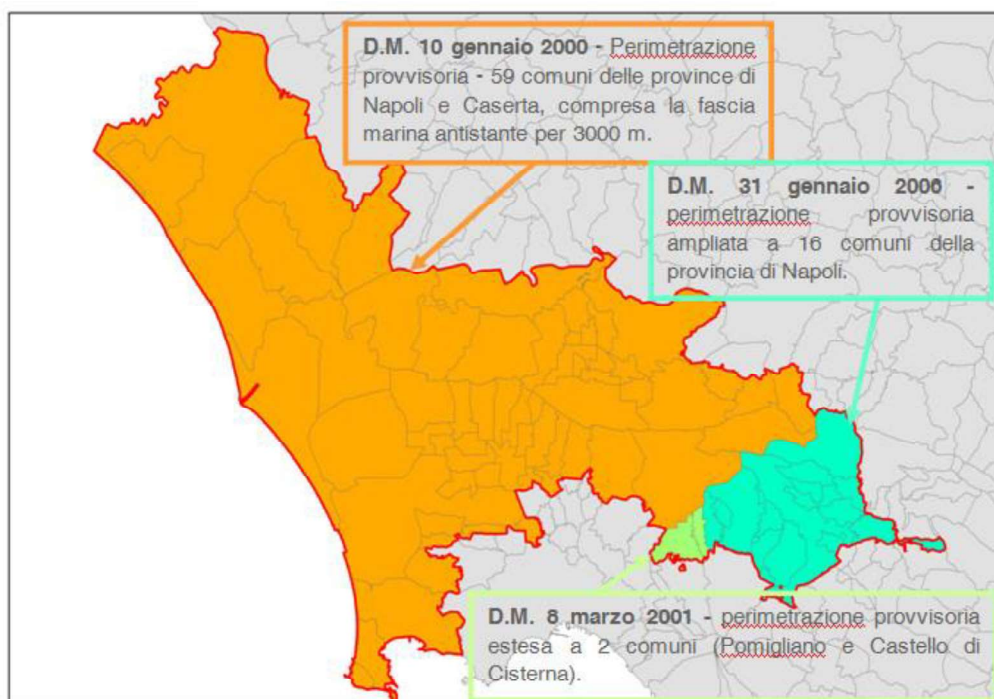 D.M. 10 gennaio 2000 - Perimetrazione
provvisoria - 59 comuni delle province di
Napoli e Caserta, compresa la fascia
marina antistante per 3000 m.
D.M. 31 gennaio 2006 -
perimetrazione provvisoria
ampliata a 16 comuni della
provincia di Napoli.
D.M. 8 marzo 2001 - perimetrazione provvisoria
estesa a 2 comuni (Pomigliano e Castello di
Cisterna).